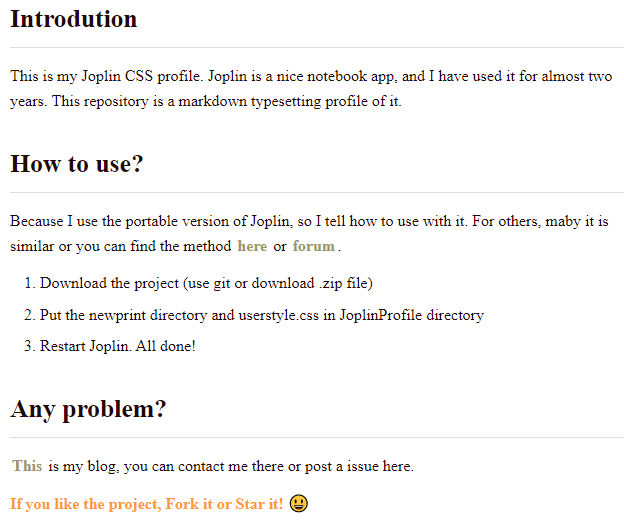 Introdution
This is my Joplin CSS profile. Joplin is a nice notebook app, and I have used it for almost two
years. This repository is a markdown typesetting profile of it.
How to use?
Because I use the portable version of Joplin, so I tell how to use with it. For others, maby it is
similar or you can find the method here or forum.
1. Download the project (use git or download .zip file)
2. Put the newprint directory and userstyle.css in JoplinProfile directory
3. Restart Joplin. All done!
Any problem?
This is my blog, you can contact me there or post a issue here.
If you like the project, Fork it or Star it! 😃